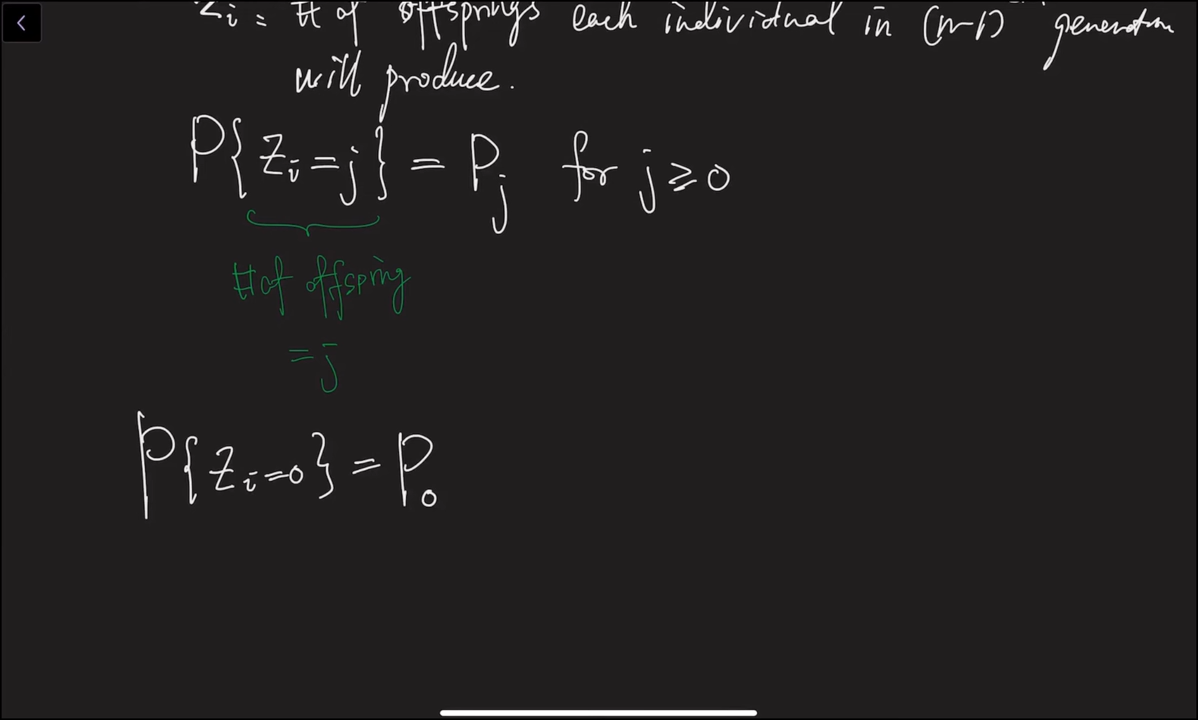 Zi = # of offsprings each individual in (n-1)th generation
will produce.
P{Zi=j} = Pj for j≥0
# of offspring
= j
P{Zi=0} = P0